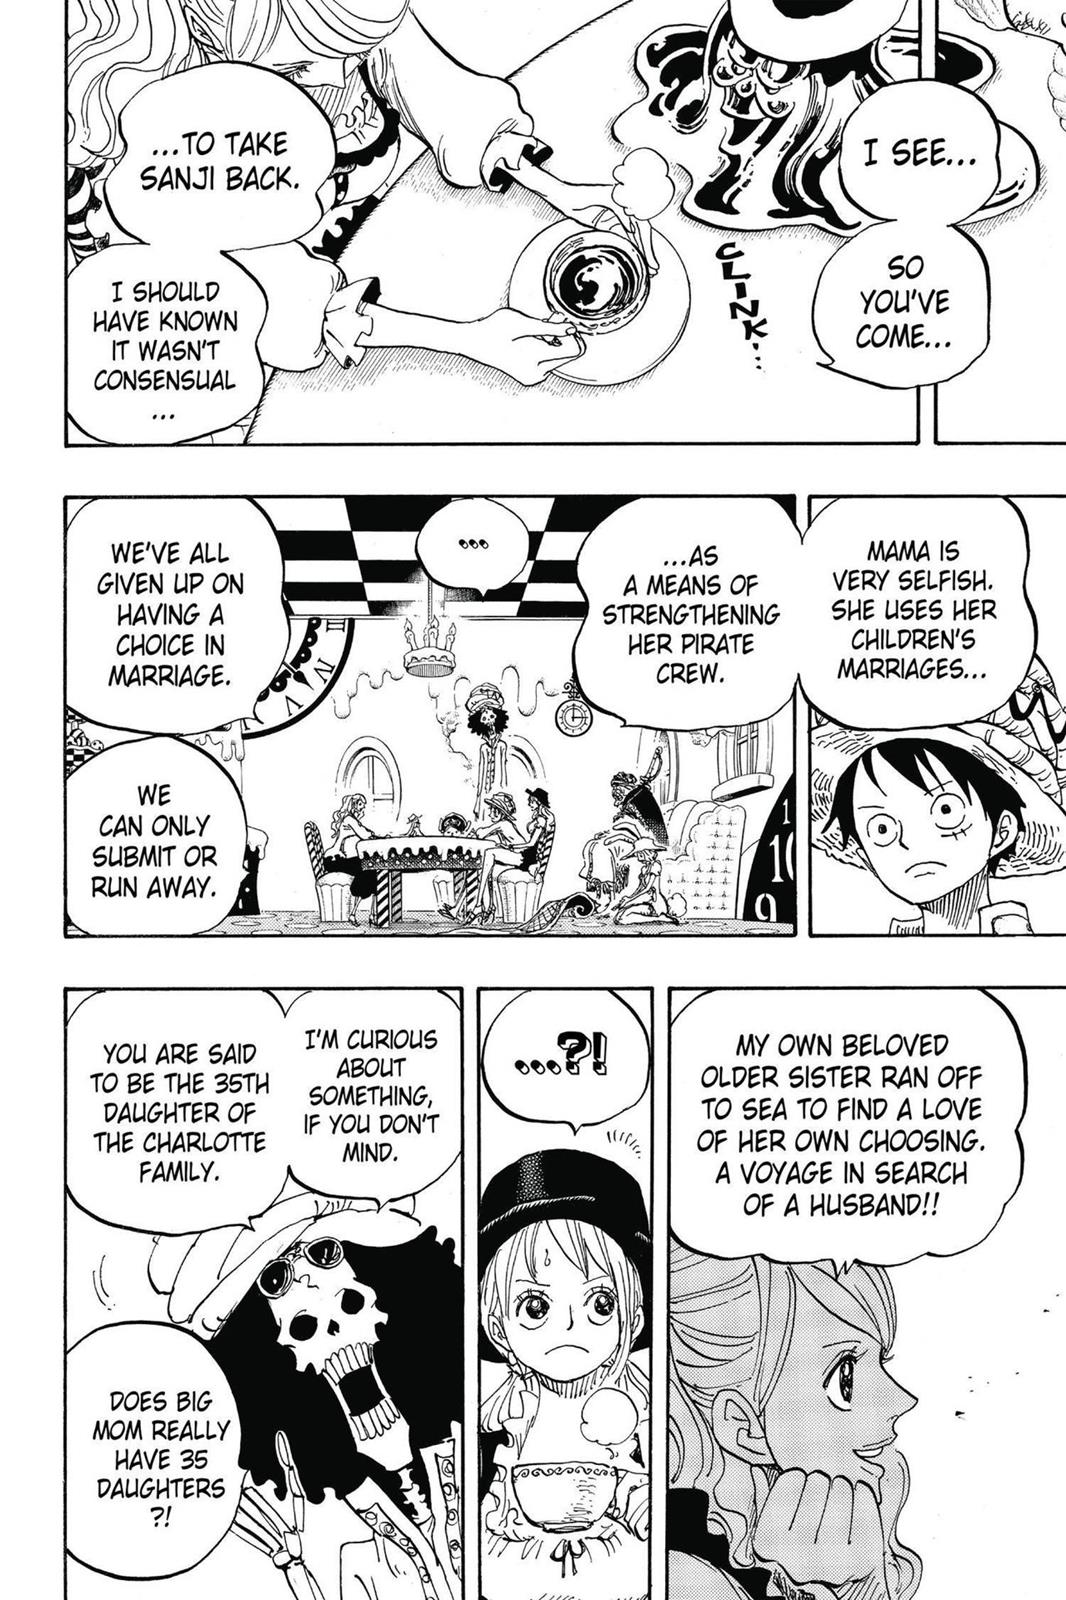 I SEE...
SO
YOU'VE
COME...
CLINK...
...TO TAKE
SANJI BACK.
I SHOULD
HAVE KNOWN
IT WASN'T
CONSENSUAL
...
MAMA IS
VERY SELFISH.
SHE USES HER
CHILDREN'S
MARRIAGES...
...AS
A MEANS OF
STRENGTHENING
HER PIRATE
CREW.
...
WE'VE ALL
GIVEN UP ON
HAVING A
CHOICE IN
MARRIAGE.
WE
CAN ONLY
SUBMIT OR
RUN AWAY.
10
9
MY OWN BELOVED
OLDER SISTER RAN OFF
TO SEA TO FIND A LOVE
OF HER OWN CHOOSING.
A VOYAGE IN SEARCH
OF A HUSBAND!!
...?!
I'M CURIOUS
ABOUT
SOMETHING,
IF YOU DON'T
MIND.
YOU ARE SAID
TO BE THE 35TH
DAUGHTER OF
THE CHARLOTTE
FAMILY.
DOES BIG
MOM REALLY
HAVE 35
DAUGHTERS
?!